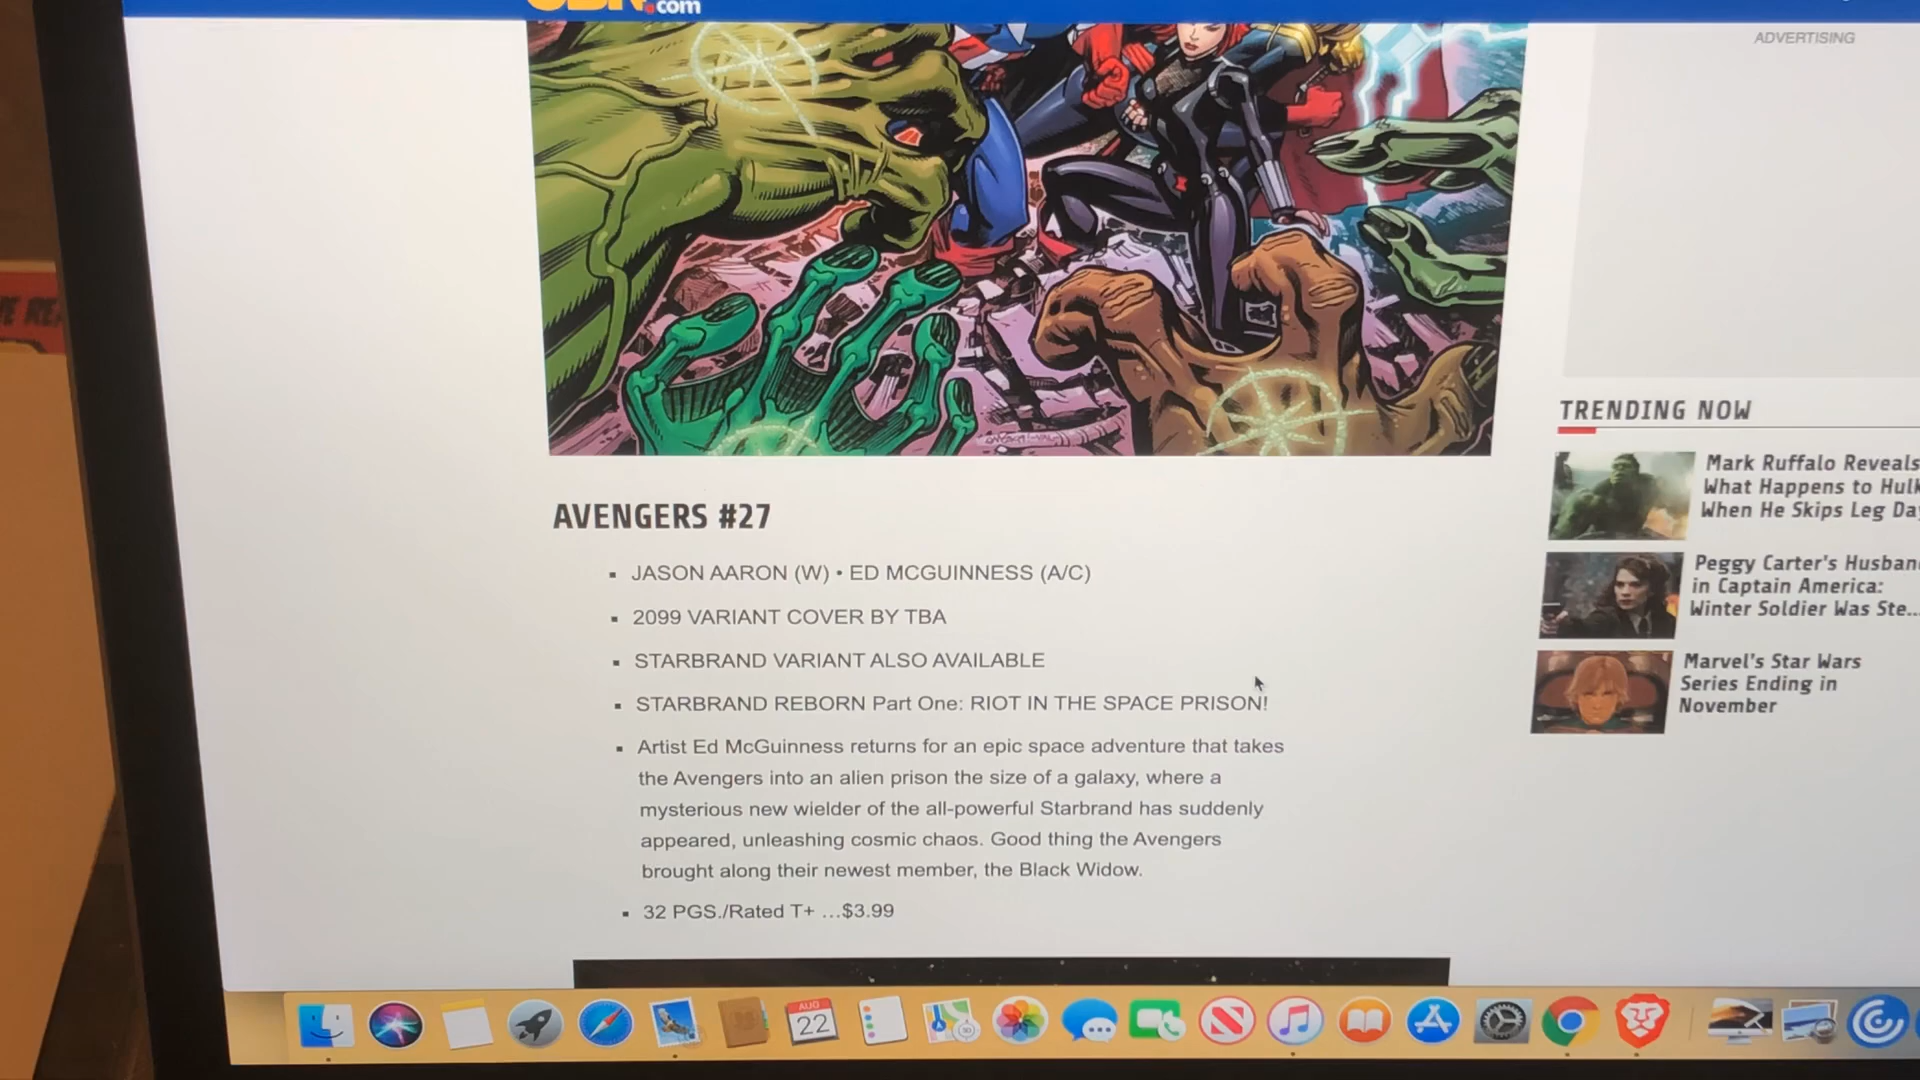 CBR.com
ADVERTISING
AVENGERS #27
▪ JASON AARON (W) • ED MCGUINNESS (A/C)
▪ 2099 VARIANT COVER BY TBA
▪ STARBRAND VARIANT ALSO AVAILABLE
▪ STARBRAND REBORN Part One: RIOT IN THE SPACE PRISON!
▪ Artist Ed McGuinness returns for an epic space adventure that takes
the Avengers into an alien prison the size of a galaxy, where a
mysterious new wielder of the all-powerful Starbrand has suddenly
appeared, unleashing cosmic chaos. Good thing the Avengers
brought along their newest member, the Black Widow.
▪ 32 PGS./Rated T+ …$3.99
TRENDING NOW
Mark Ruffalo Reveals
What Happens to Hulk
When He Skips Leg Day
Peggy Carter's Husban
in Captain America:
Winter Soldier Was Ste...
Marvel's Star Wars
Series Ending in
November
AUG
22